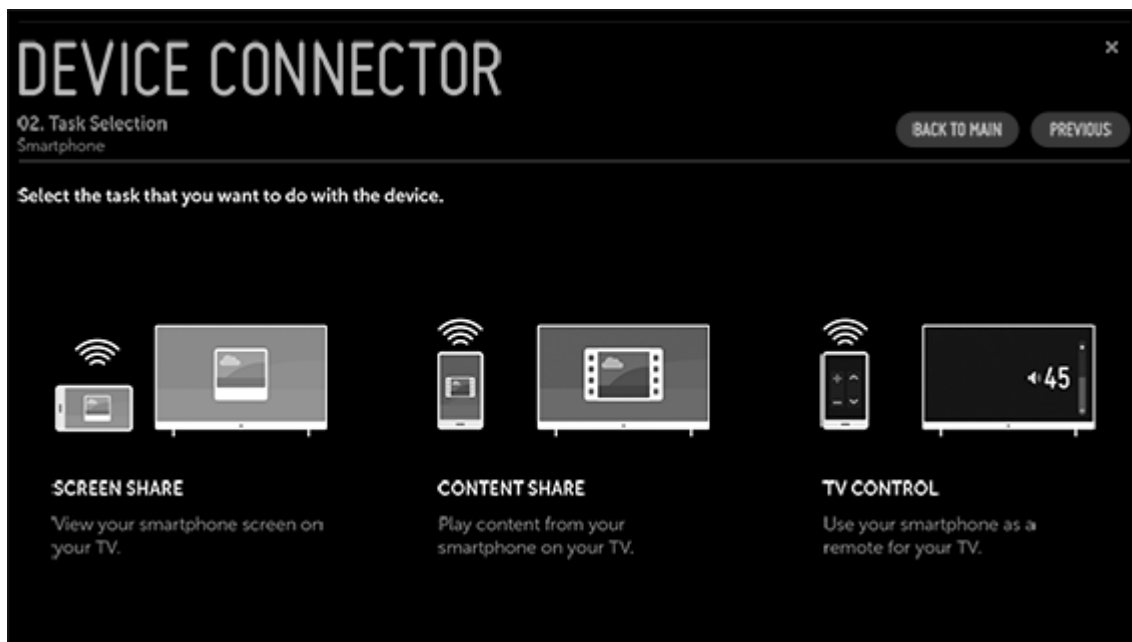 DEVICE CONNECTOR
×
02. Task Selection
Smartphone
BACK TO MAIN
PREVIOUS
Select the task that you want to do with the device.
45
SCREEN SHARE
View your smartphone screen on
your TV.
CONTENT SHARE
Play content from your
smartphone on your TV.
TV CONTROL
Use your smartphone as a
remote for your TV.